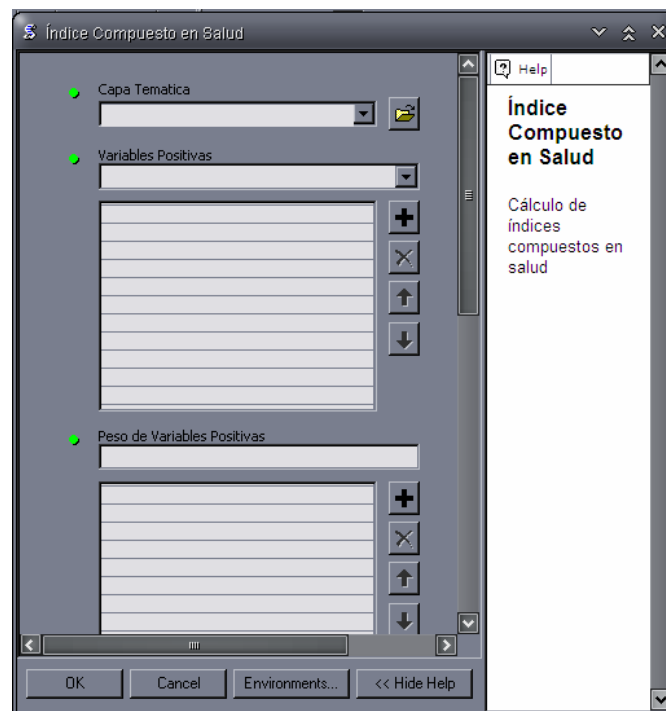 Índice Compuesto en Salud
Capa Tematica
Variables Positivas
Peso de Variables Positivas
OK
Cancel
Environments...
<< Hide Help
Help
Índice
Compuesto
en Salud
Cálculo de
índices
compuestos en
salud